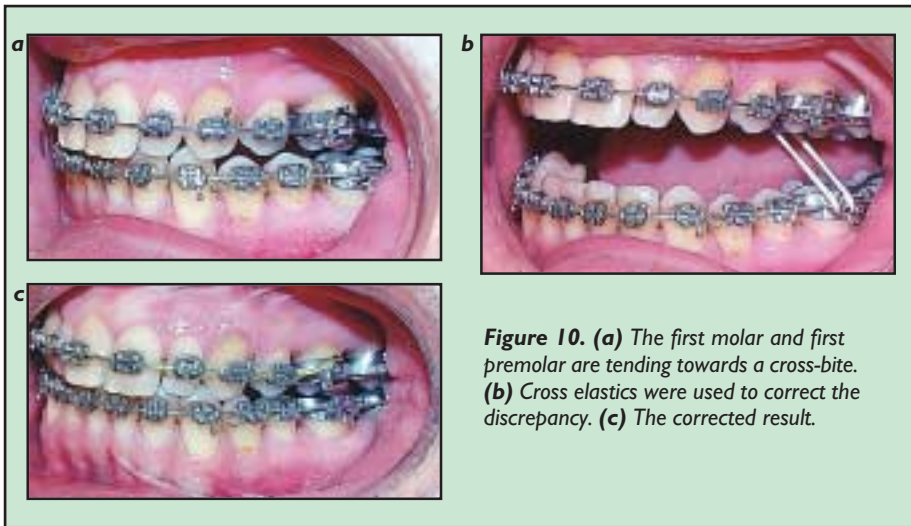 a
b
c
Figure 10. (a) The first molar and first
premolar are tending towards a cross-bite.
(b) Cross elastics were used to correct the
discrepancy. (c) The corrected result.